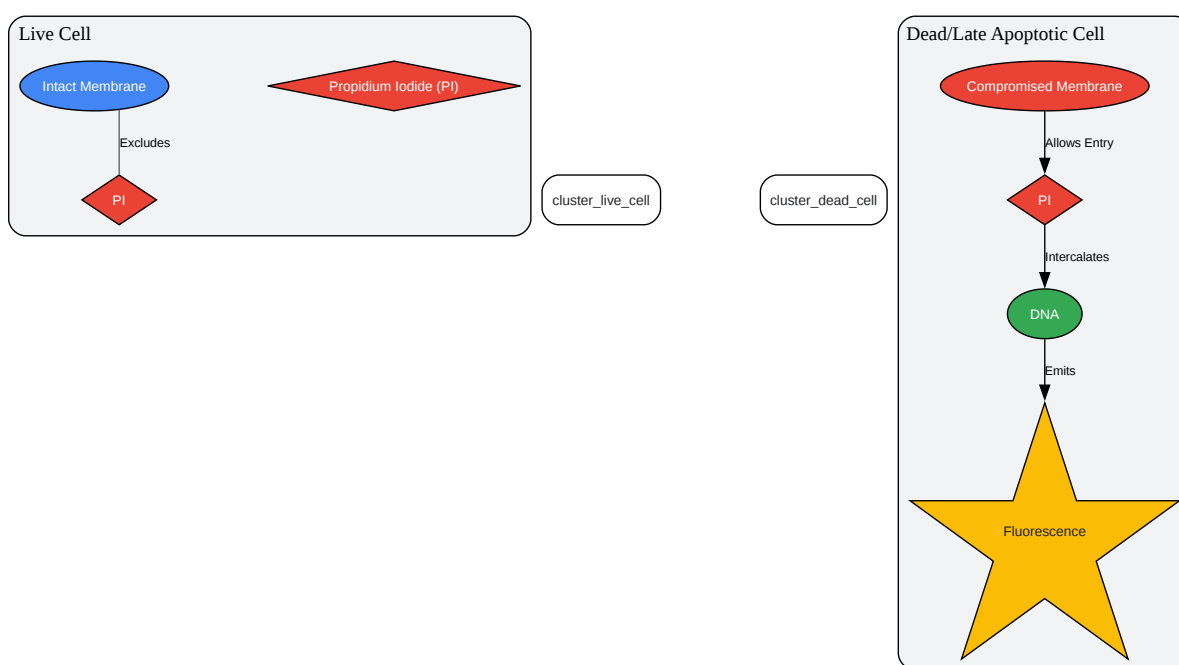 Live Cell
Intact Membrane
Propidium Iodide (PI)
Excludes
PI
cluster_live_cell
cluster_dead_cell
Dead/Late Apoptotic Cell
Compromised Membrane
Allows Entry
PI
Intercalates
DNA
Emits
Fluorescence